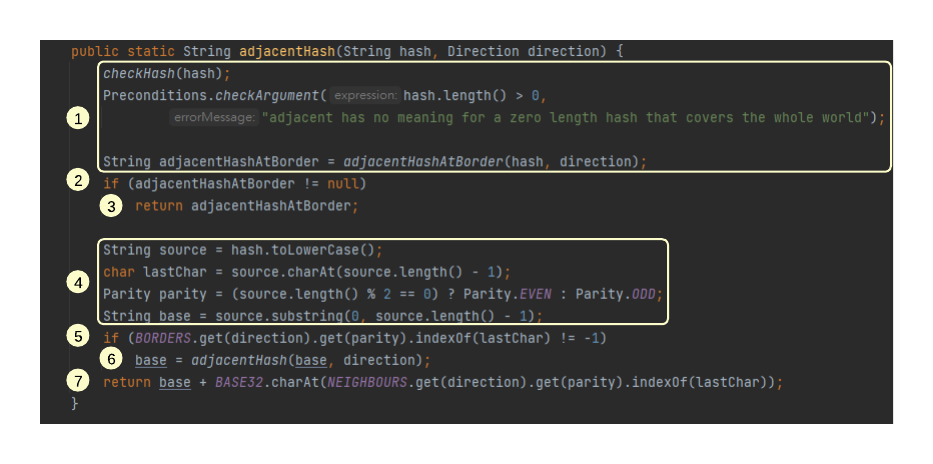 public static String adjacentHash(String hash, Direction direction) {
checkHash(hash);
Preconditions.checkArgument( expression: hash.length() > 0,
1 errorMessage: "adjacent has no meaning for a zero length hash that covers the whole world");
String adjacentHashAtBorder = adjacentHashAtBorder(hash, direction);
2 if (adjacentHashAtBorder != null)
3 return adjacentHashAtBorder;
String source = hash.toLowerCase();
4 char lastChar = source.charAt(source.length() - 1);
Parity parity = (source.length() % 2 == 0) ? Parity.EVEN : Parity.ODD;
String base = source.substring(0, source.length() - 1);
5 if (BORDERS.get(direction).get(parity).indexOf(lastChar) != -1)
6 base = adjacentHash(base, direction);
7 return base + BASE32.charAt(NEIGHBOURS.get(direction).get(parity).indexOf(lastChar));
}